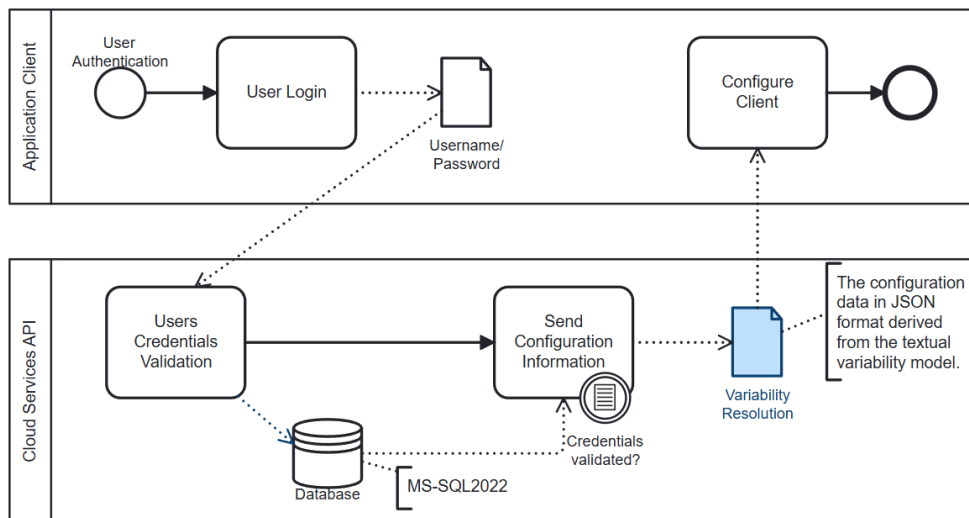 Application Client
User
Authentication
User Login
Username/
Password
Configure
Client
Cloud Services API
Users
Credentials
Validation
Send
Configuration
Information
Credentials
validated?
Database
MS-SQL2022
Variability
Resolution
The configuration
data in JSON
format derived
from the textual
variability model.